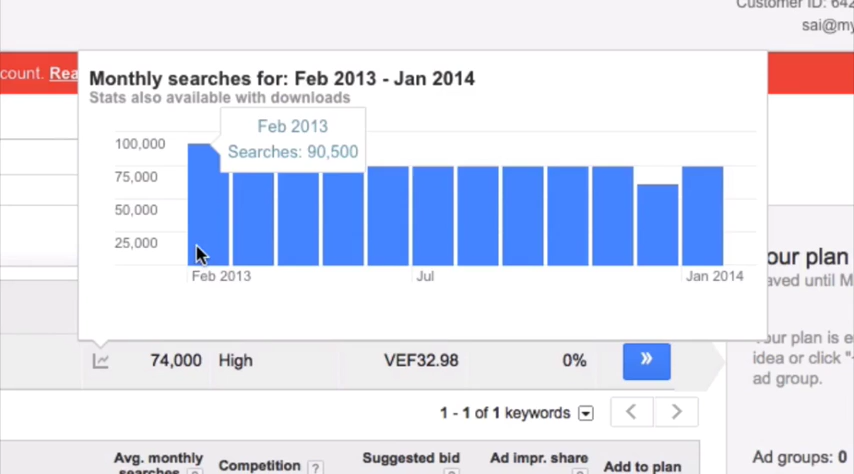 Customer ID: 642
sai@my
count. Rea
Monthly searches for: Feb 2013 - Jan 2014
Stats also available with downloads
Feb 2013
Searches: 90,500
100,000
75,000
50,000
25,000
Feb 2013 Jul Jan 2014
our plan
aved until M
Your plan is e
idea or click "
ad group.
74,000 High VEF32.98 0% »
1 - 1 of 1 keywords
Avg. monthly searches ? Competition ? Suggested bid ? Ad impr. share ? Add to plan
Ad groups: 0